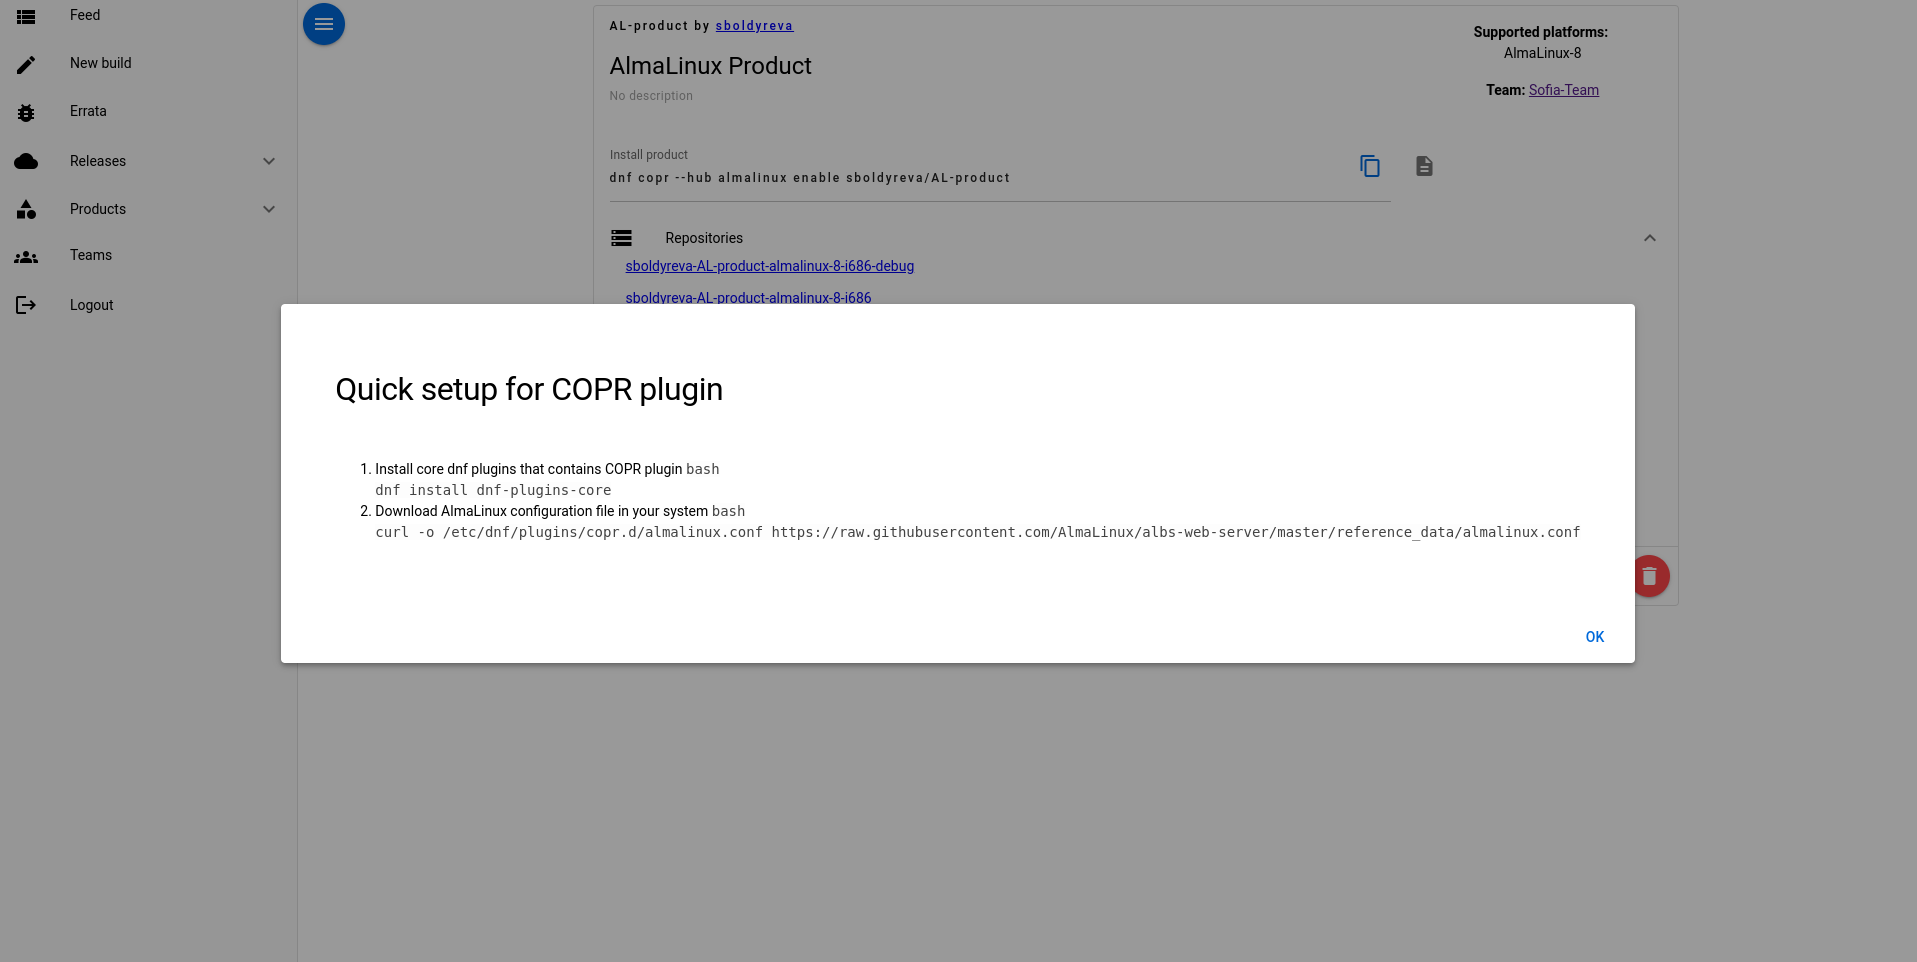 Feed
New build
Errata
Releases
Products
Teams
Logout
AL-product by sboldyreva
AlmaLinux Product
No description
Supported platforms:
AlmaLinux-8
Team: Sofia-Team
Install product
dnf copr --hub almalinux enable sboldyreva/AL-product
Repositories
sboldyreva-AL-product-almalinux-8-i686-debug
sboldyreva-AL-product-almalinux-8-i686
Quick setup for COPR plugin
1. Install core dnf plugins that contains COPR plugin bash
dnf install dnf-plugins-core
2. Download AlmaLinux configuration file in your system bash
curl -o /etc/dnf/plugins/copr.d/almalinux.conf https://raw.githubusercontent.com/AlmaLinux/albs-web-server/master/reference_data/almalinux.conf
OK